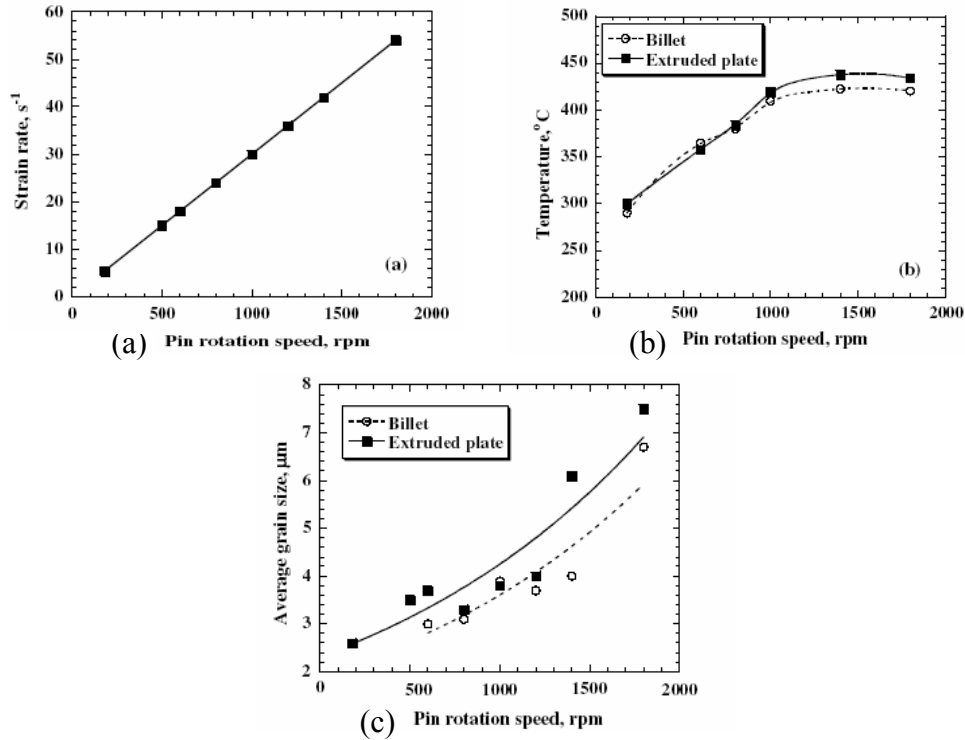 60
50
40
30
20
10
0
Strain rate, s⁻¹
0 500 1000 1500 2000
Pin rotation speed, rpm
(a)
(a)
500
450
400
350
300
250
200
Temperature,°C
Billet
Extruded plate
0 500 1000 1500 2000
Pin rotation speed, rpm
(b)
(b)
8
7
6
5
4
3
2
Average grain size, μm
Billet
Extruded plate
0 500 1000 1500 2000
Pin rotation speed, rpm
(c)